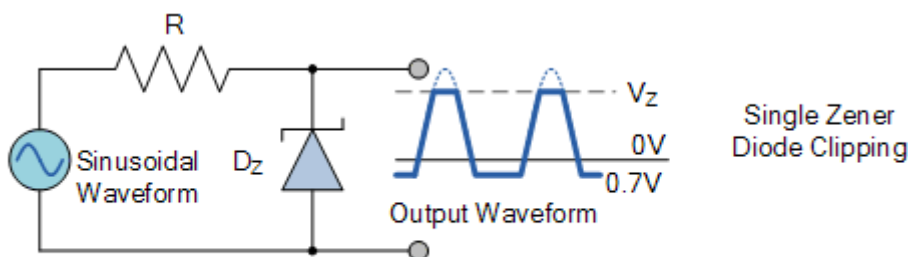 R
Sinusoidal
Waveform
DZ
VZ
0V
0.7V
Output Waveform
Single Zener
Diode Clipping